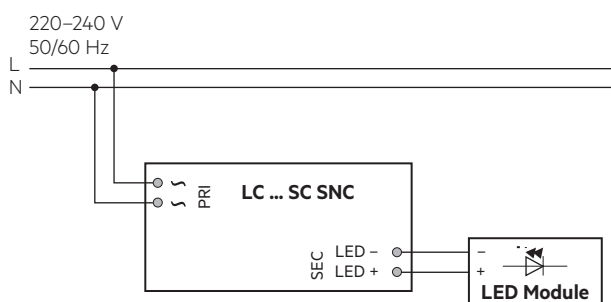 220–240 V
50/60 Hz
L
N
~
~
PRI
LC ... SC SNC
SEC
LED –
LED +
–
+
LED Module